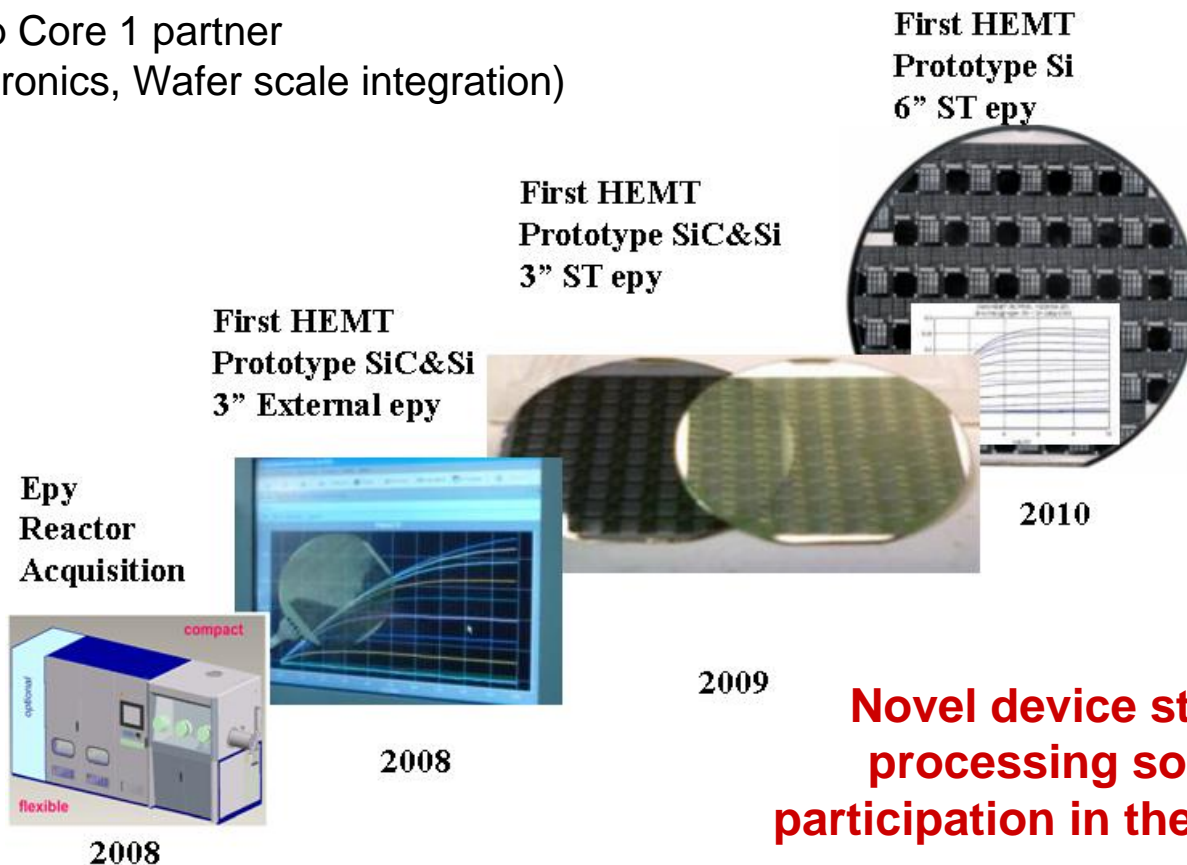 Core 1 partner
ronics, Wafer scale integration)
First HEMT
Prototype Si
6” ST epy
First HEMT
Prototype SiC&Si
3” ST epy
First HEMT
Prototype SiC&Si
3” External epy
Epy
Reactor
Acquisition
compact
optional
flexible
2008
2008
2009
2010
Novel device st
processing so
participation in the